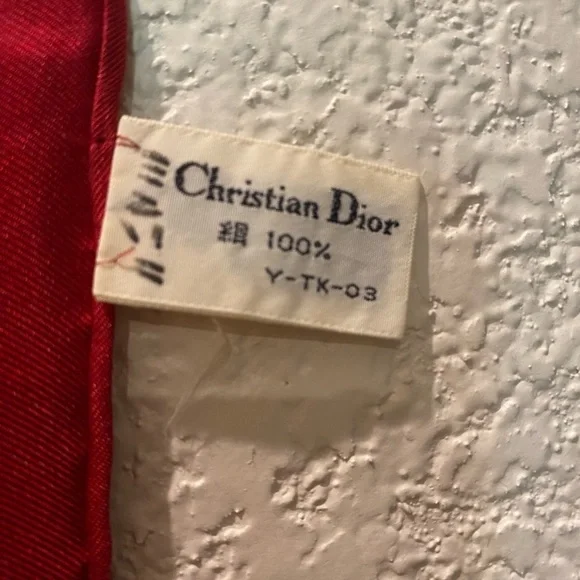 Christian Dior
絹 100%
Y-TK-03